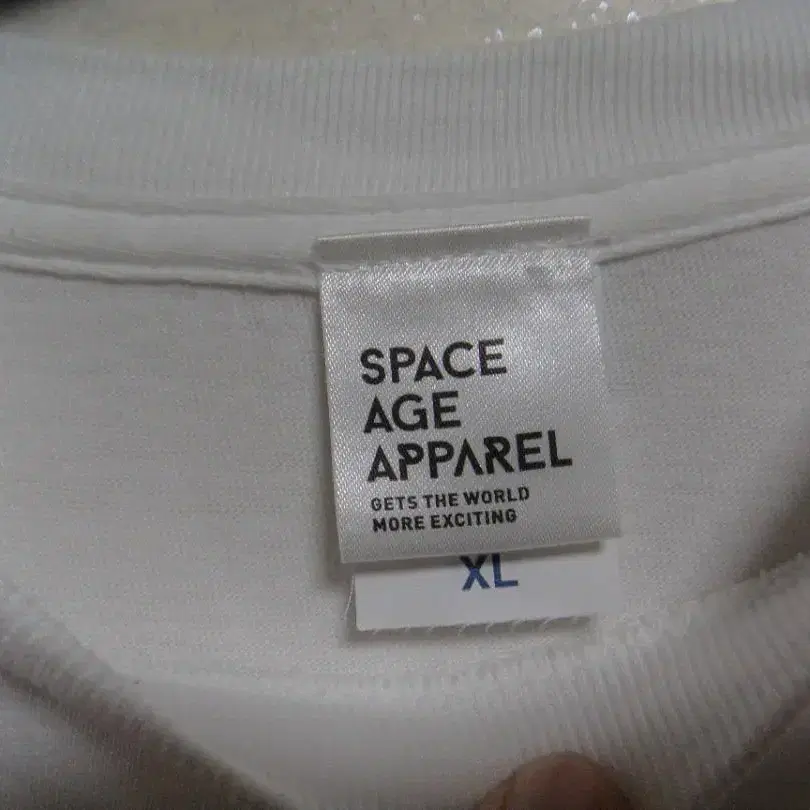 SPACE
AGE
APPAREL
GETS THE WORLD
MORE EXCITING
XL